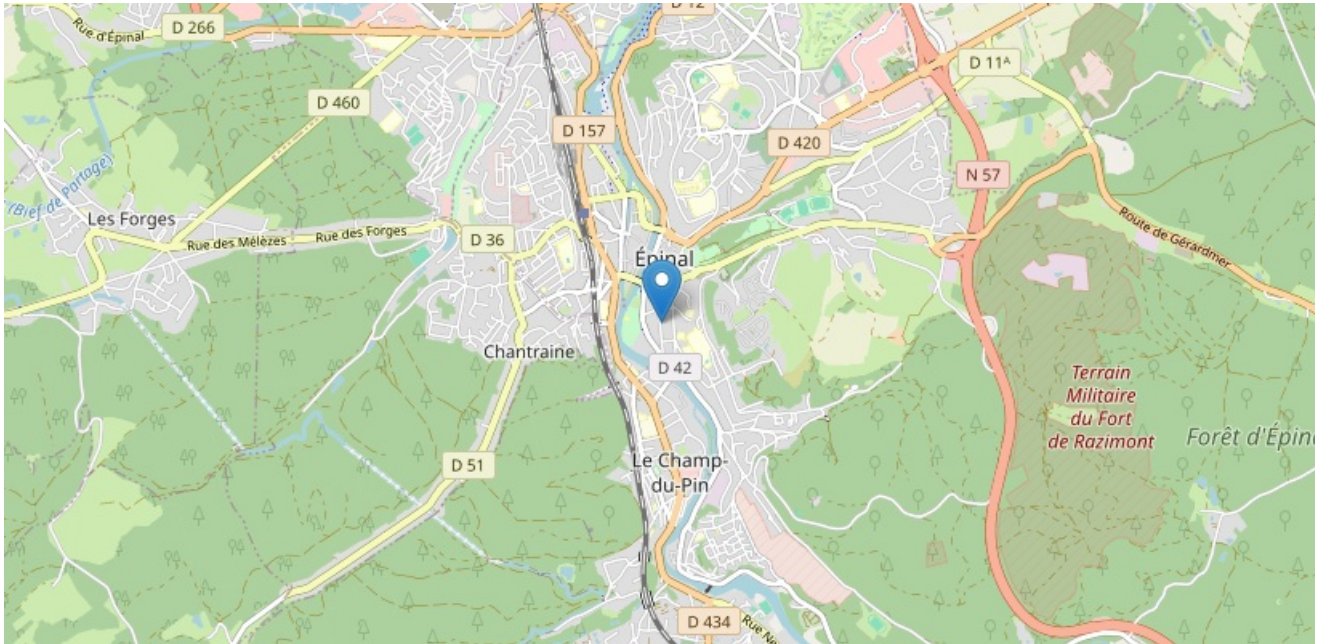 D 12
Rue d'Épinal
D 266
D 11ᴬ
D 460
D 157
D 420
N 57
(Bief de Partage)
Les Forges
Rue des Mélèzes
Rue des Forges
D 36
Route de Gérardmer
Épinal
Chantraine
D 42
Terrain
Militaire
du Fort
de Razimont
Forêt d'Épin
D 51
Le Champ-
du-Pin
D 434
Rue Ne